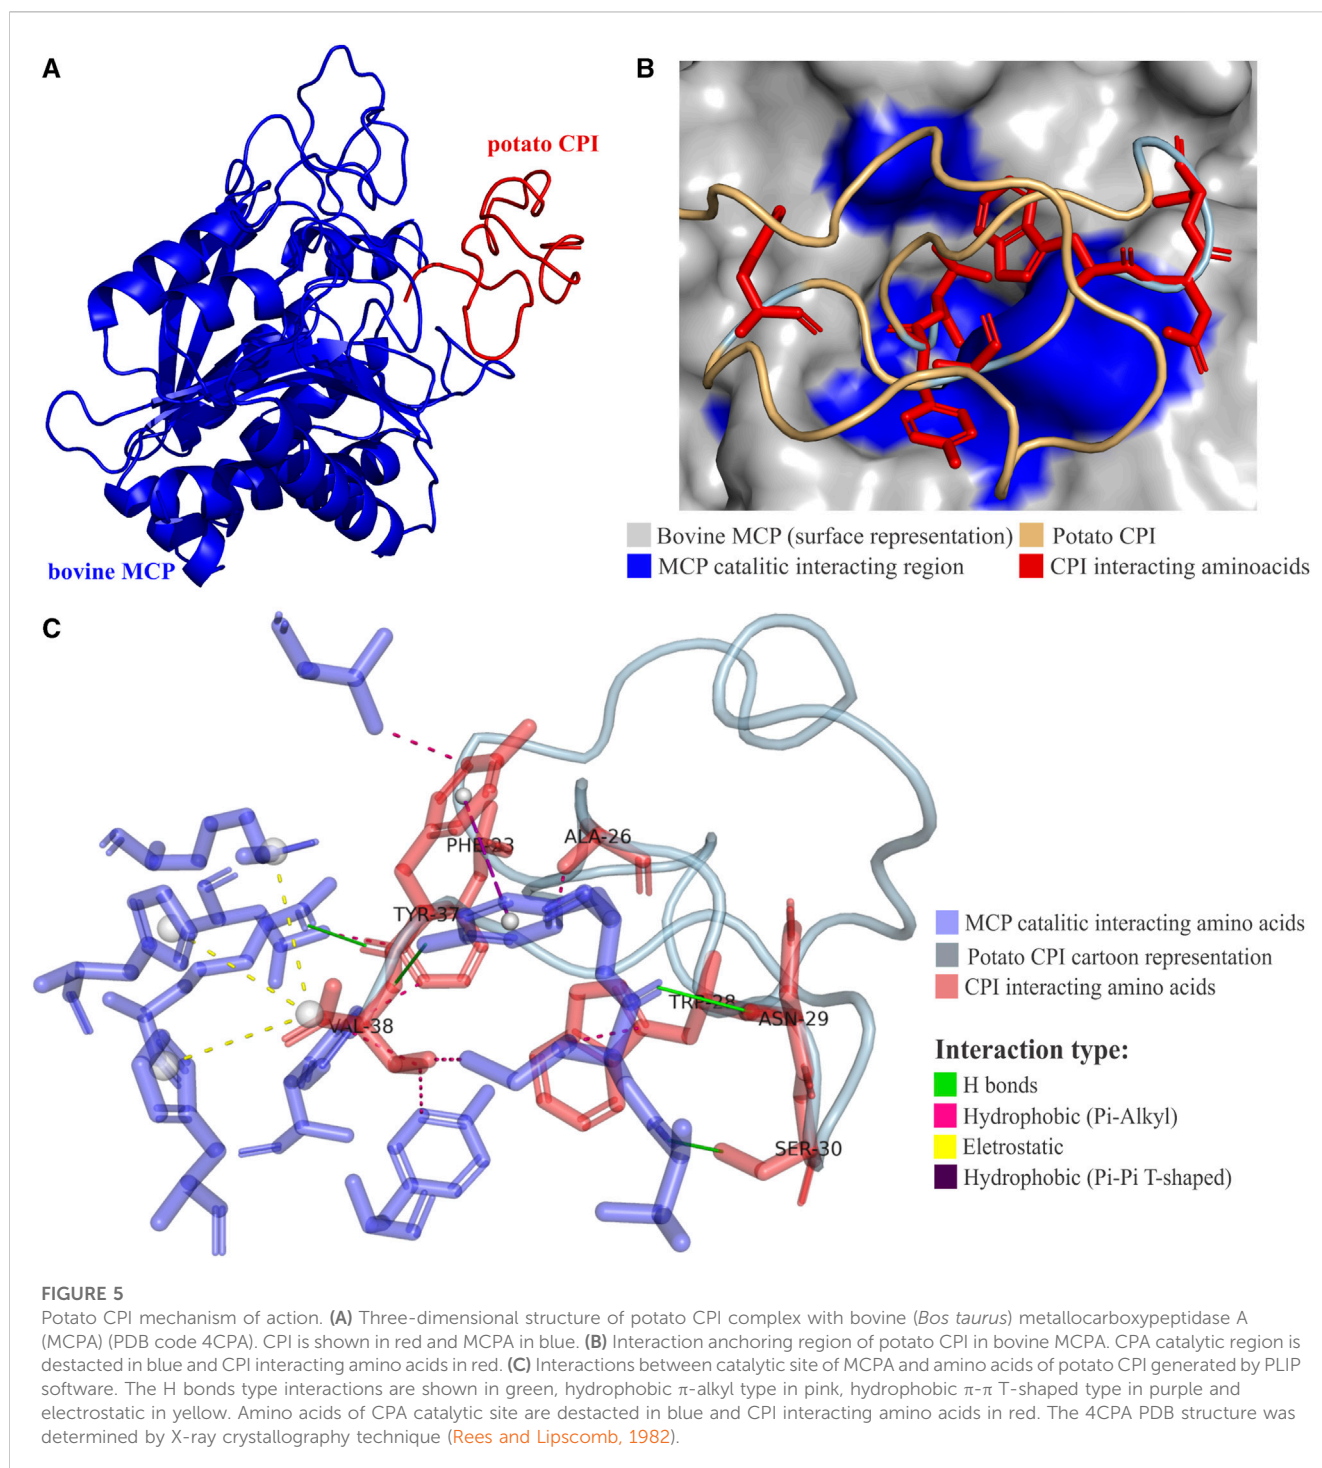 A
potato CPI
bovine MCP
B
Bovine MCP (surface representation)
Potato CPI
MCP catalitic interacting region
CPI interacting aminoacids
C
PHE-23
ALA-26
TYR-37
TRP-28
ASN-29
VAL-38
SER-30
MCP catalitic interacting amino acids
Potato CPI cartoon representation
CPI interacting amino acids
Interaction type:
H bonds
Hydrophobic (Pi-Alkyl)
Eletrostatic
Hydrophobic (Pi-Pi T-shaped)
FIGURE 5
Potato CPI mechanism of action. (A) Three-dimensional structure of potato CPI complex with bovine (Bos taurus) metallocarboxypeptidase A
(MCPA) (PDB code 4CPA). CPI is shown in red and MCPA in blue. (B) Interaction anchoring region of potato CPI in bovine MCPA. CPA catalytic region is
destacted in blue and CPI interacting amino acids in red. (C) Interactions between catalytic site of MCPA and amino acids of potato CPI generated by PLIP
software. The H bonds type interactions are shown in green, hydrophobic π-alkyl type in pink, hydrophobic π-π T-shaped type in purple and
electrostatic in yellow. Amino acids of CPA catalytic site are destacted in blue and CPI interacting amino acids in red. The 4CPA PDB structure was
determined by X-ray crystallography technique (Rees and Lipscomb, 1982).